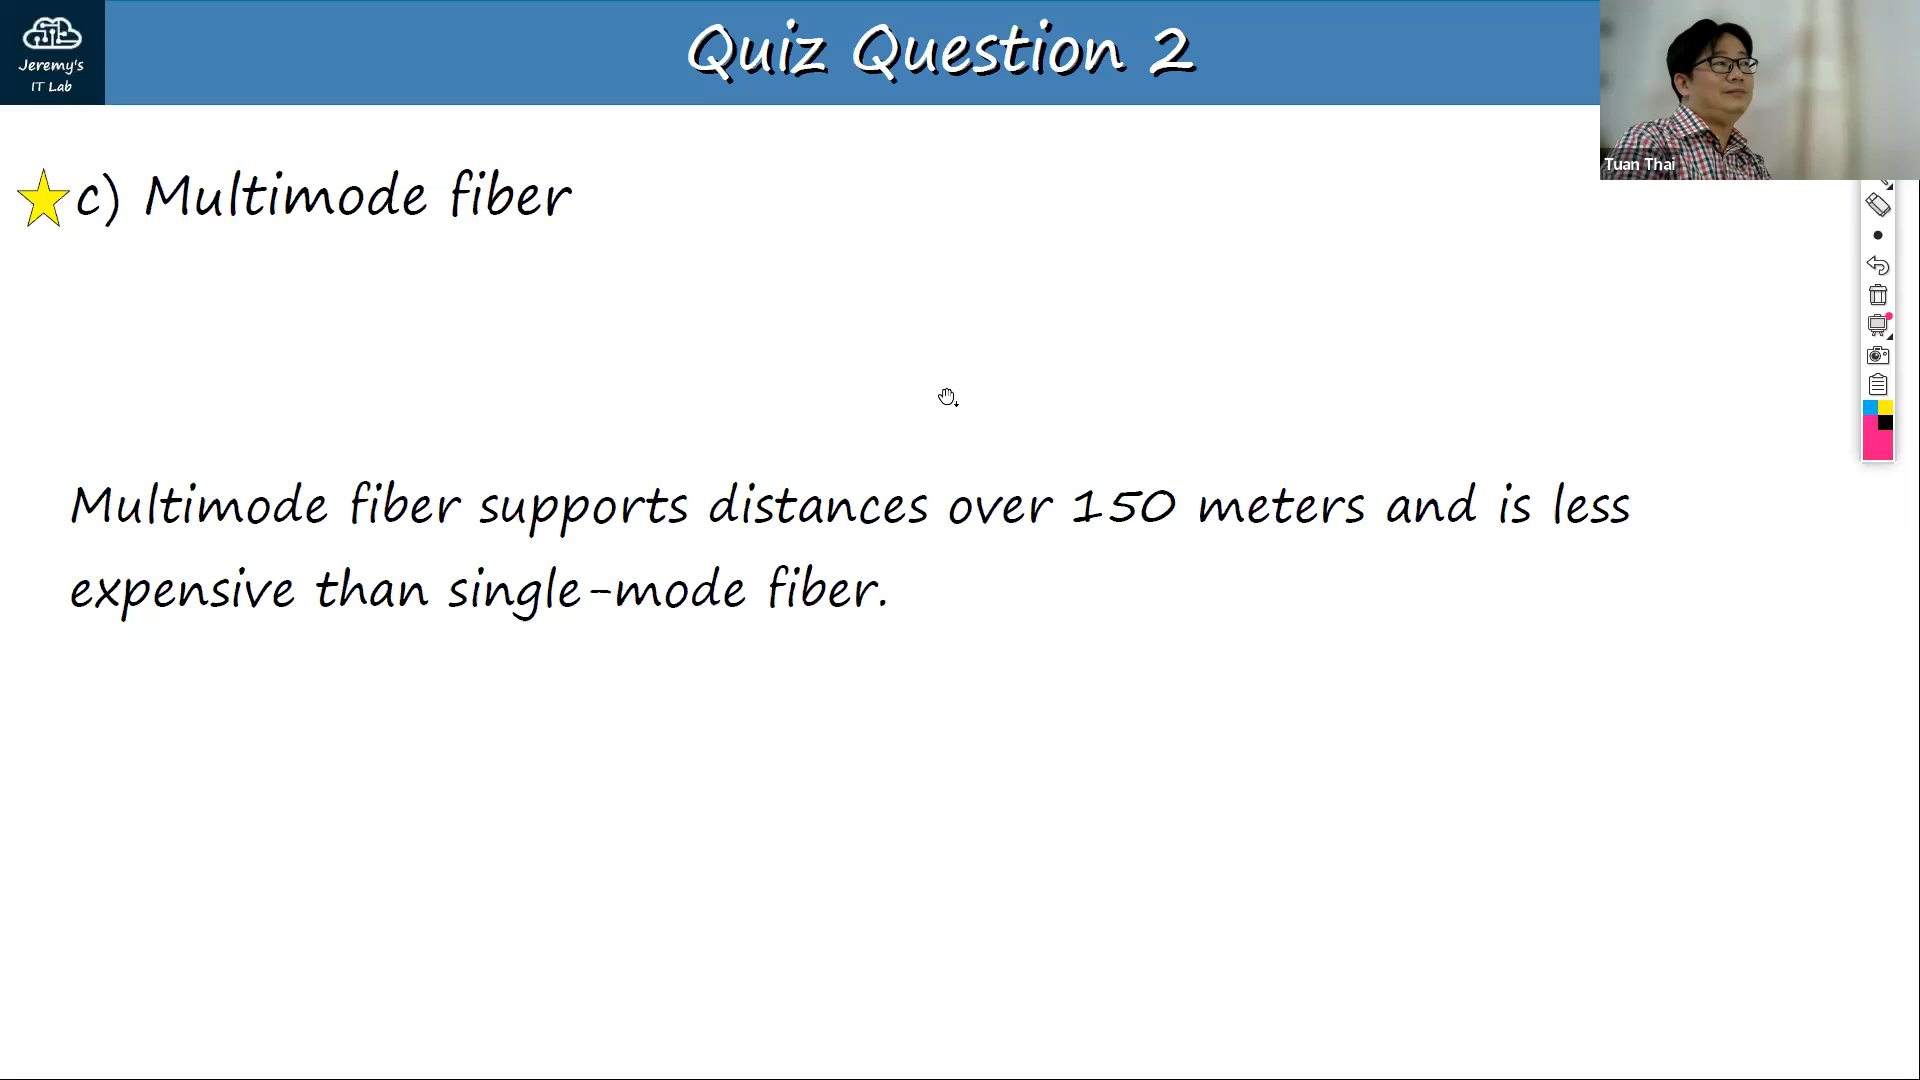 Jeremy's
IT Lab
Quiz Question 2
Tuan Thai
c) Multimode fiber
Multimode fiber supports distances over 150 meters and is less
expensive than single-mode fiber.